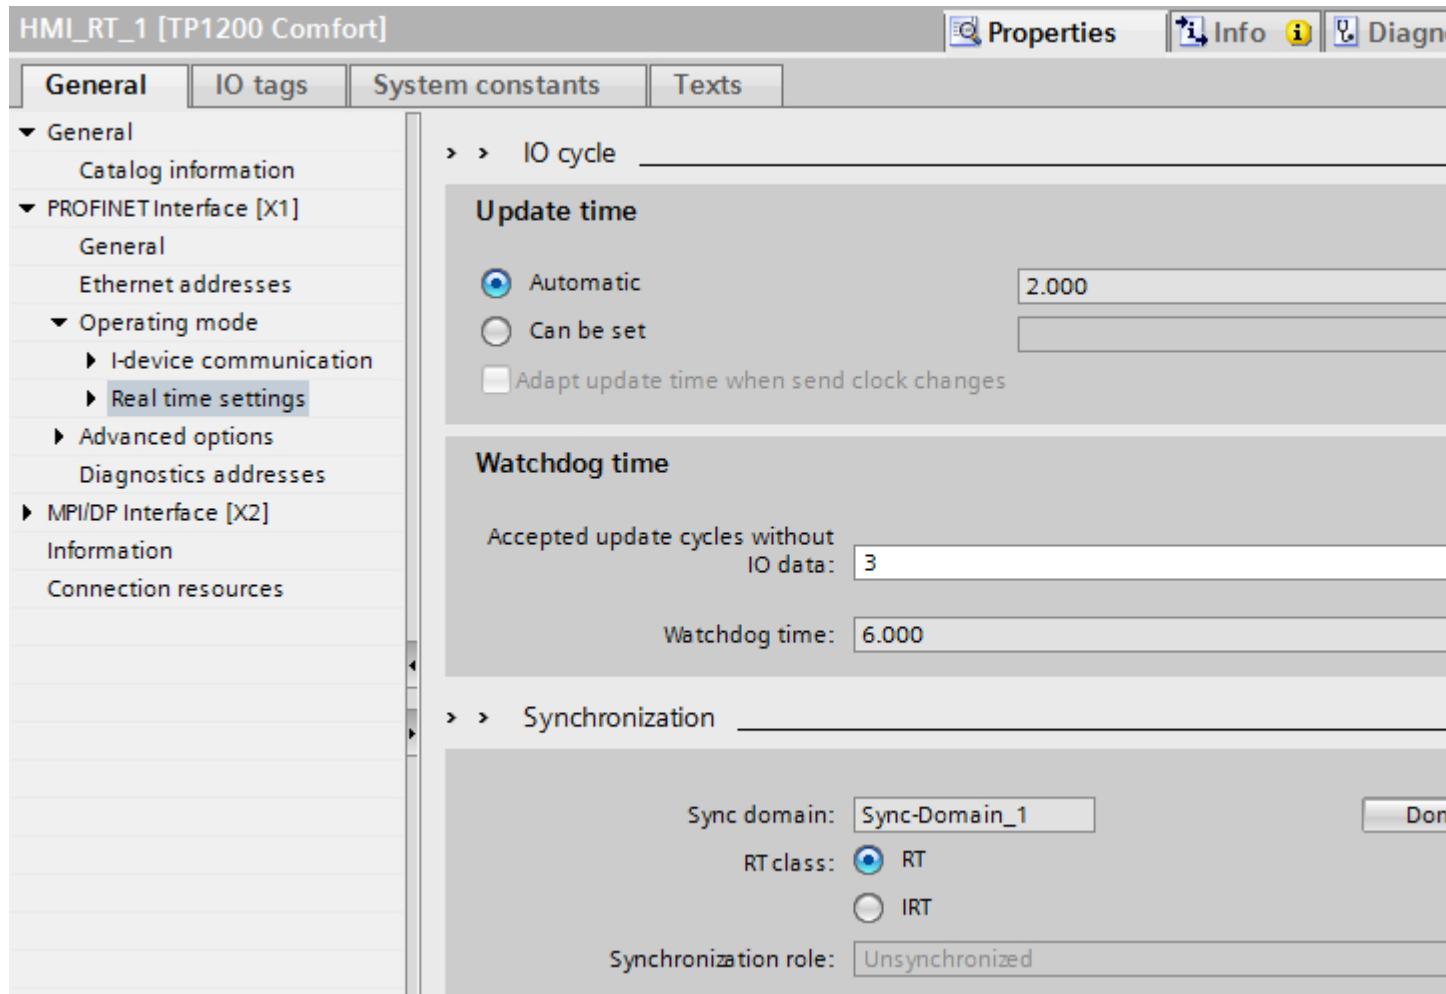 HMI_RT_1 [TP1200 Comfort]
Properties
Info
Diagn
General
IO tags
System constants
Texts
General
Catalog information
PROFINET Interface [X1]
General
Ethernet addresses
Operating mode
I-device communication
Real time settings
Advanced options
Diagnostics addresses
MPI/DP Interface [X2]
Information
Connection resources
IO cycle
Update time
Automatic
2.000
Can be set
Adapt update time when send clock changes
Watchdog time
Accepted update cycles without
IO data:
3
Watchdog time:
6.000
Synchronization
Sync domain:
Sync-Domain_1
Dom
RT class:
RT
IRT
Synchronization role:
Unsynchronized